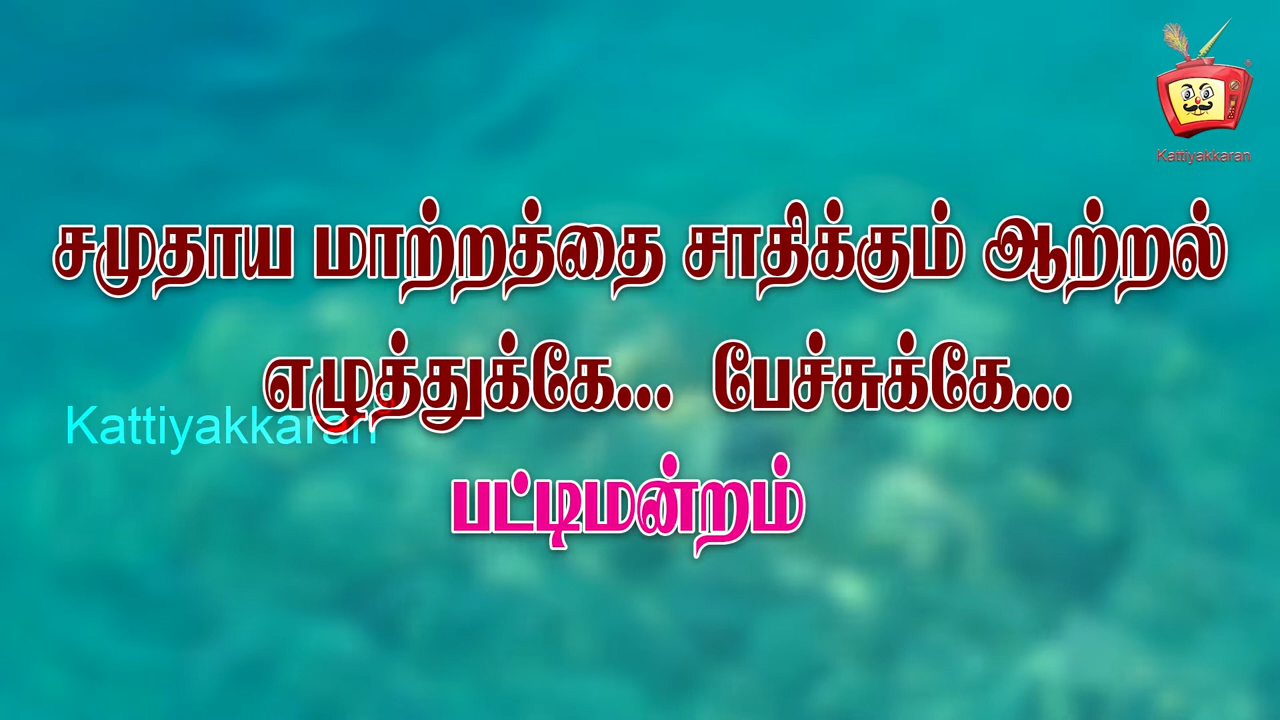 Kattiyakkaran
சமுதாய மாற்றத்தை சாதிக்கும் ஆற்றல்
எழுத்துக்கே... பேச்சுக்கே...
Kattiyakkaran
பட்டிமன்றம்